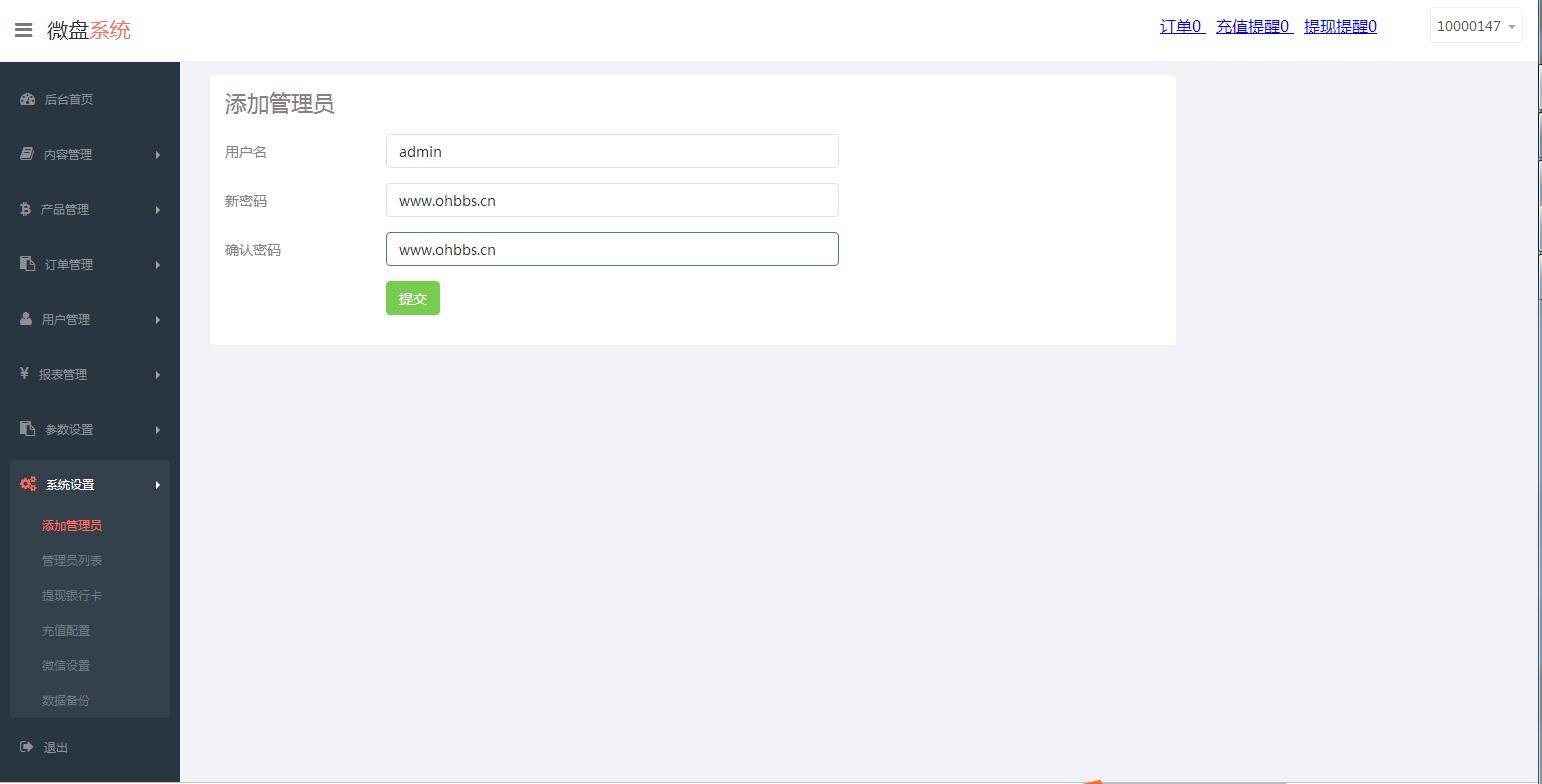 微盘系统
订单0 充值提醒0 提现提醒0
10000147
后台首页
内容管理
产品管理
订单管理
用户管理
报表管理
参数设置
系统设置
添加管理员
管理员列表
提现银行卡
充值配置
微信设置
数据备份
退出
添加管理员
用户名
admin
新密码
www.ohbbs.cn
确认密码
www.ohbbs.cn
提交